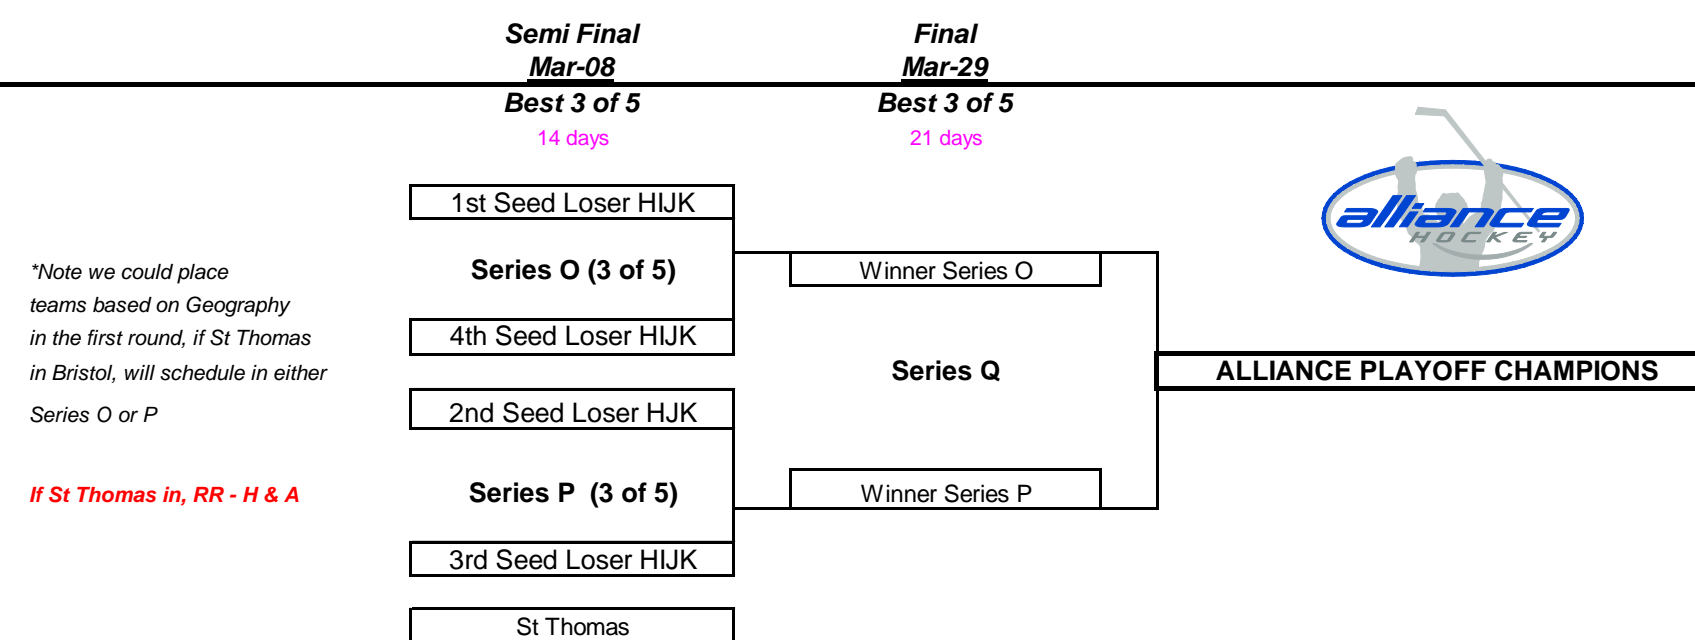 Semi Final
Final
Mar-08
Mar-29
Best 3 of 5
Best 3 of 5
14 days
21 days
alliance
HOCKEY
1st Seed Loser HIJK
*Note we could place
Series O (3 of 5)
Winner Series O
teams based on Geography
in the first round, if St Thomas
4th Seed Loser HIJK
in Bristol, will schedule in either
Series Q
ALLIANCE PLAYOFF CHAMPIONS
Series O or P
2nd Seed Loser HJK
If St Thomas in, RR - H & A
Series P (3 of 5)
Winner Series P
3rd Seed Loser HIJK
St Thomas